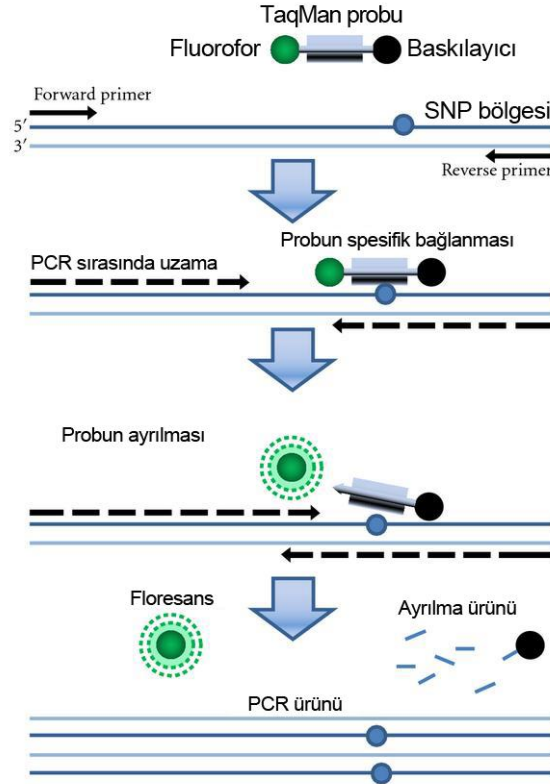 TaqMan probu
Fluorofor Baskılayıcı
Forward primer
SNP bölgesi
5′
3′
Reverse primer
Probun spesifik bağlanması
PCR sırasında uzama
Probun ayrılması
Floresans
Ayrılma ürünü
PCR ürünü